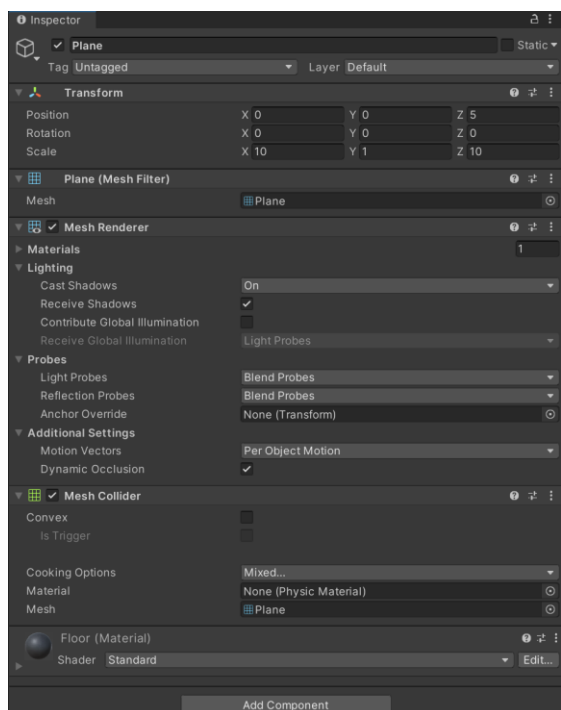 Inspector
Plane Static
Tag Untagged Layer Default
Transform
Position X 0 Y 0 Z 5
Rotation X 0 Y 0 Z 0
Scale X 10 Y 1 Z 10
Plane (Mesh Filter)
Mesh Plane
Mesh Renderer
Materials 1
Lighting
Cast Shadows On
Receive Shadows
Contribute Global Illumination
Receive Global Illumination Light Probes
Probes
Light Probes Blend Probes
Reflection Probes Blend Probes
Anchor Override None (Transform)
Additional Settings
Motion Vectors Per Object Motion
Dynamic Occlusion
Mesh Collider
Convex
Is Trigger
Cooking Options Mixed...
Material None (Physic Material)
Mesh Plane
Floor (Material)
Shader Standard Edit...
Add Component